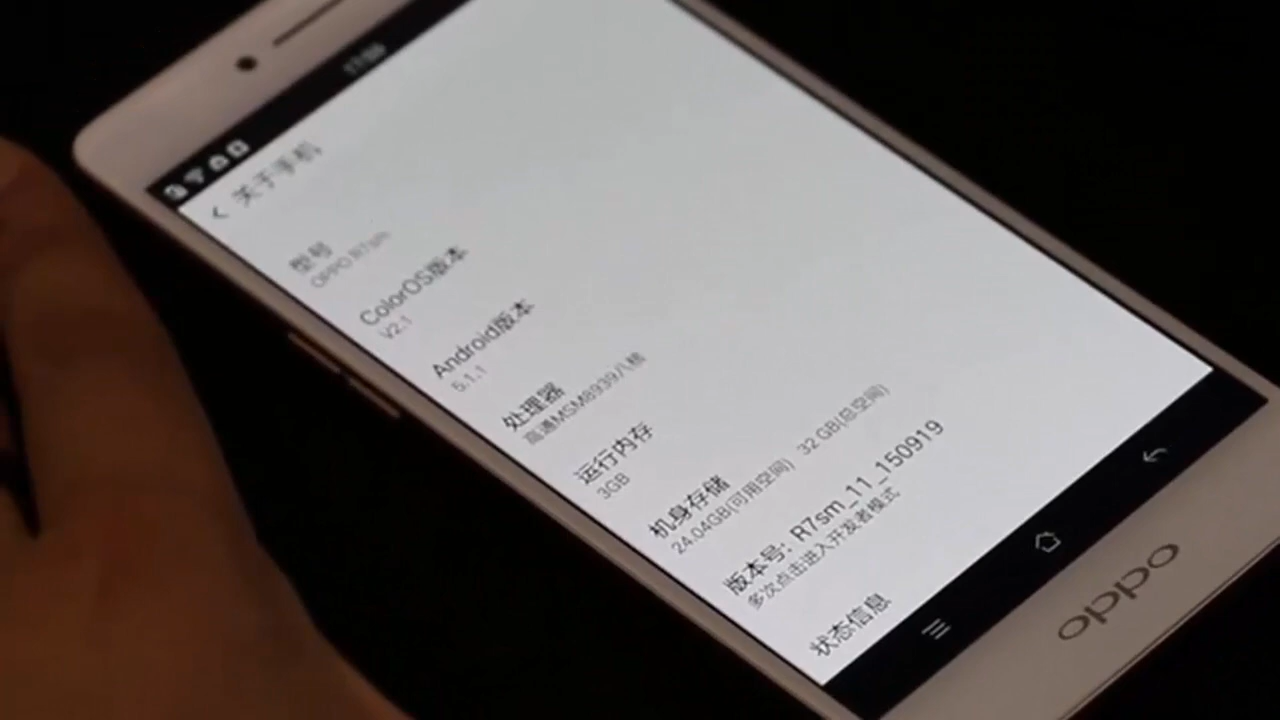 关于手机
型号
OPPO R7sm
ColorOS版本
V2.1
Android版本
5.1.1
处理器
高通MSM8939八核
运行内存
3GB
机身存储
24.04GB(可用空间) 32 GB(总空间)
版本号: R7sm_11_150919
多次点击进入开发者模式
状态信息
oppo